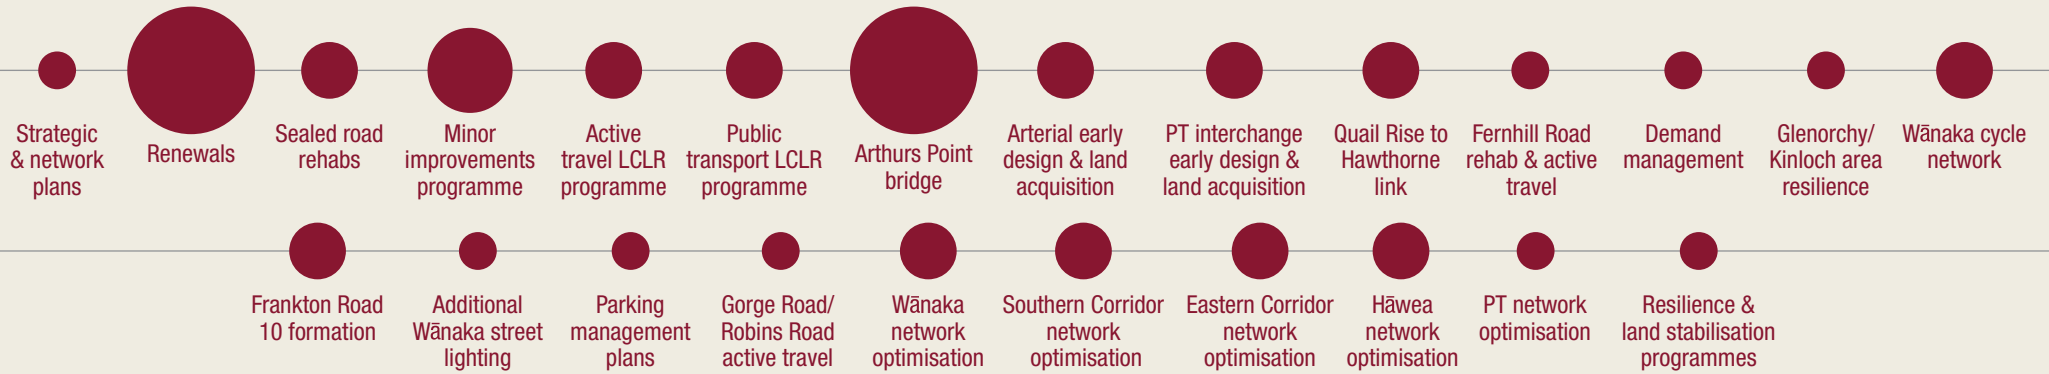 Strategic
& network
plans
Renewals
Sealed road
rehabs
Minor
improvements
programme
Active
travel LCLR
programme
Public
transport LCLR
programme
Arthurs Point
bridge
Arterial early
design & land
acquisition
PT interchange
early design &
land acquisition
Quail Rise to
Hawthorne
link
Fernhill Road
rehab & active
travel
Demand
management
Glenorchy/
Kinloch area
resilience
Wānaka cycle
network
Frankton Road
10 formation
Additional
Wānaka street
lighting
Parking
management
plans
Gorge Road/
Robins Road
active travel
Wānaka
network
optimisation
Southern Corridor
network
optimisation
Eastern Corridor
network
optimisation
Hāwea
network
optimisation
PT network
optimisation
Resilience &
land stabilisation
programmes